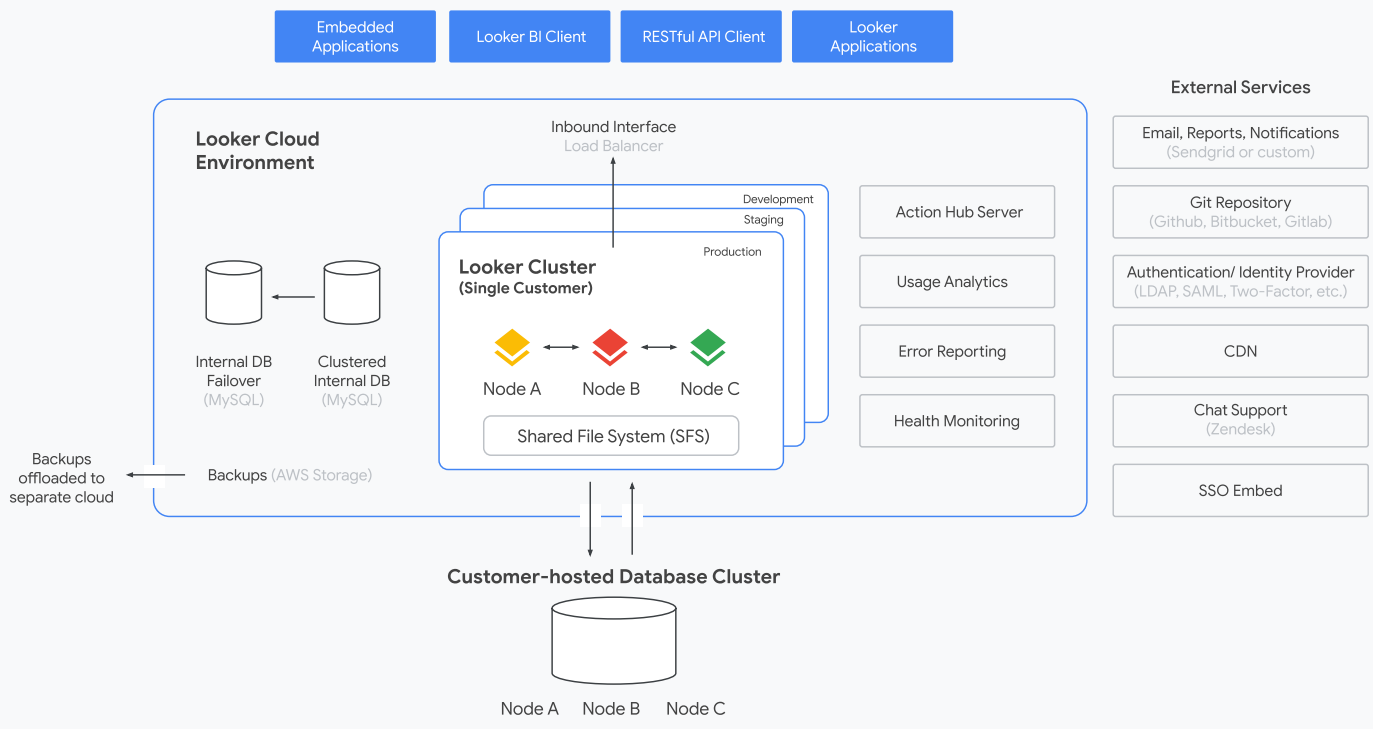 Embedded
Applications
Looker BI Client
RESTful API Client
Looker
Applications
External Services
Looker Cloud
Environment
Inbound Interface
Load Balancer
Development
Staging
Production
Looker Cluster
(Single Customer)
Node A
Node B
Node C
Shared File System (SFS)
Internal DB
Failover
(MySQL)
Clustered
Internal DB
(MySQL)
Backups (AWS Storage)
Backups
offloaded to
separate cloud
Action Hub Server
Usage Analytics
Error Reporting
Health Monitoring
Email, Reports, Notifications
(Sendgrid or custom)
Git Repository
(Github, Bitbucket, Gitlab)
Authentication/ Identity Provider
(LDAP, SAML, Two-Factor, etc.)
CDN
Chat Support
(Zendesk)
SSO Embed
Customer-hosted Database Cluster
Node A
Node B
Node C